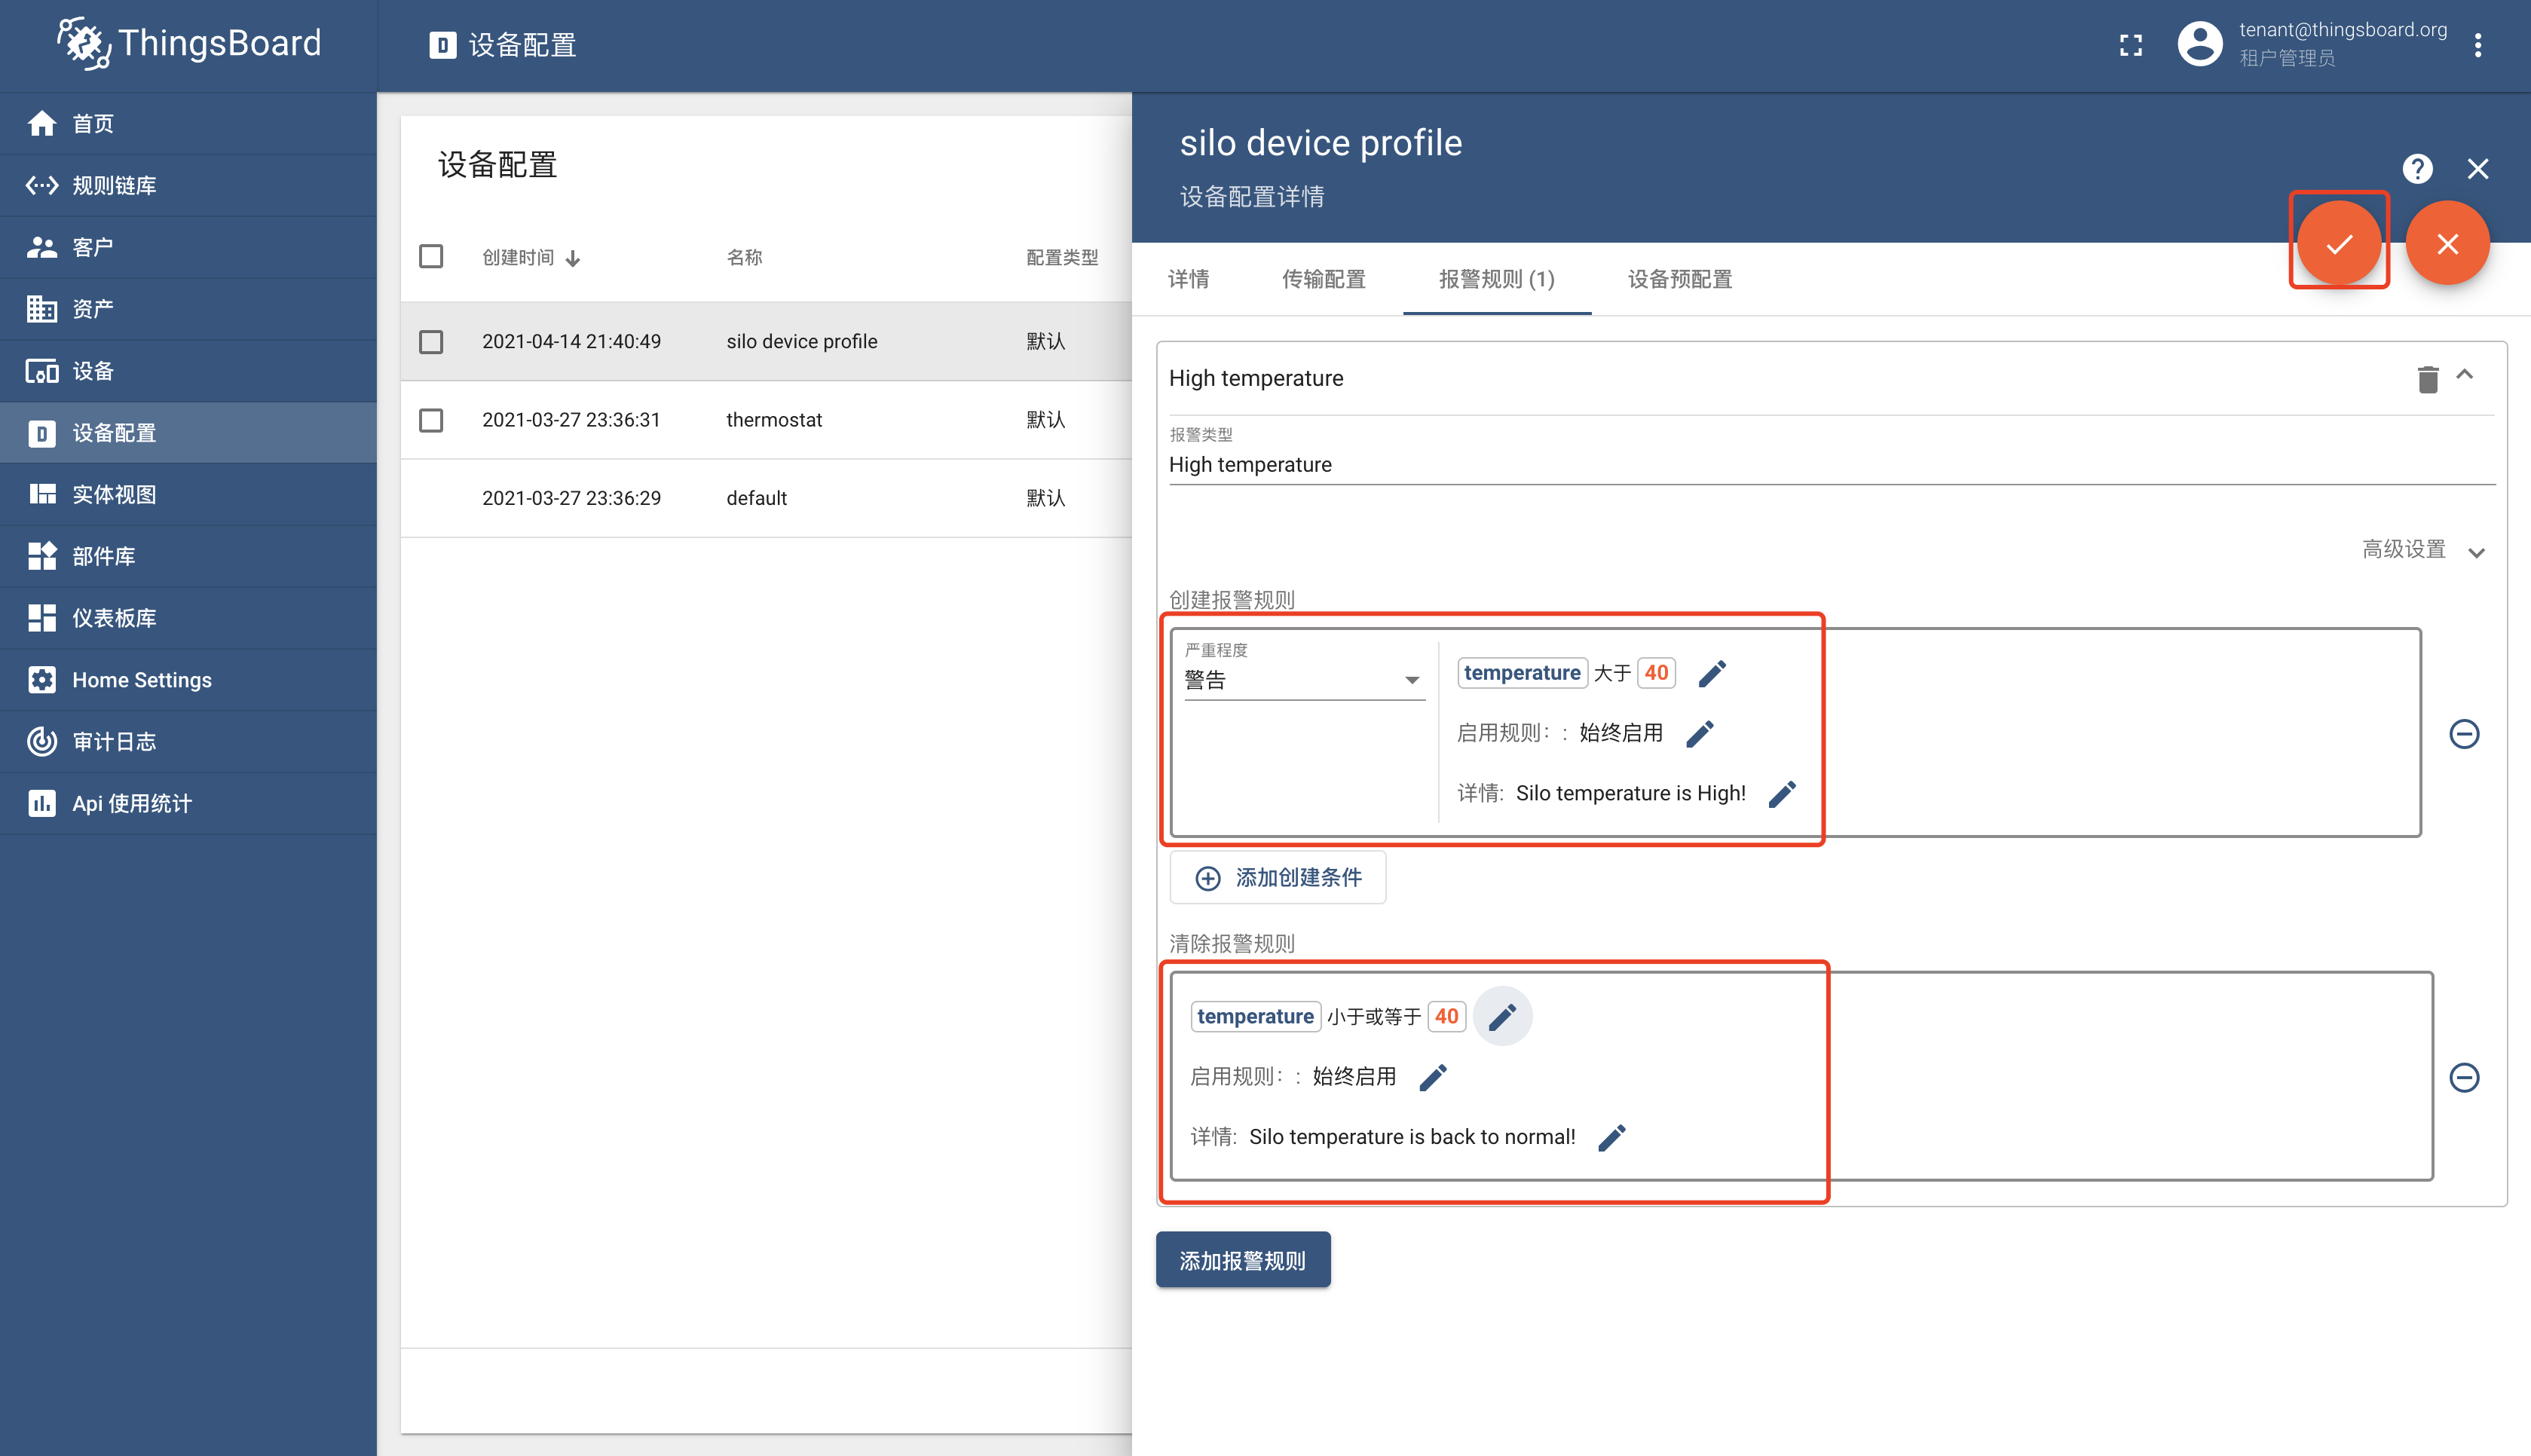 ThingsBoard
设备配置
tenant@thingsboard.org
租户管理员
首页
规则链库
客户
资产
设备
设备配置
实体视图
部件库
仪表板库
Home Settings
审计日志
Api 使用统计
设备配置
创建时间 名称 配置类型
2021-04-14 21:40:49 silo device profile 默认
2021-03-27 23:36:31 thermostat 默认
2021-03-27 23:36:29 default 默认
silo device profile
设备配置详情
详情 传输配置 报警规则 (1) 设备预配置
High temperature
报警类型
High temperature
高级设置
创建报警规则
严重程度
警告
temperature 大于 40
启用规则: : 始终启用
详情: Silo temperature is High!
添加创建条件
清除报警规则
temperature 小于或等于 40
启用规则: : 始终启用
详情: Silo temperature is back to normal!
添加报警规则